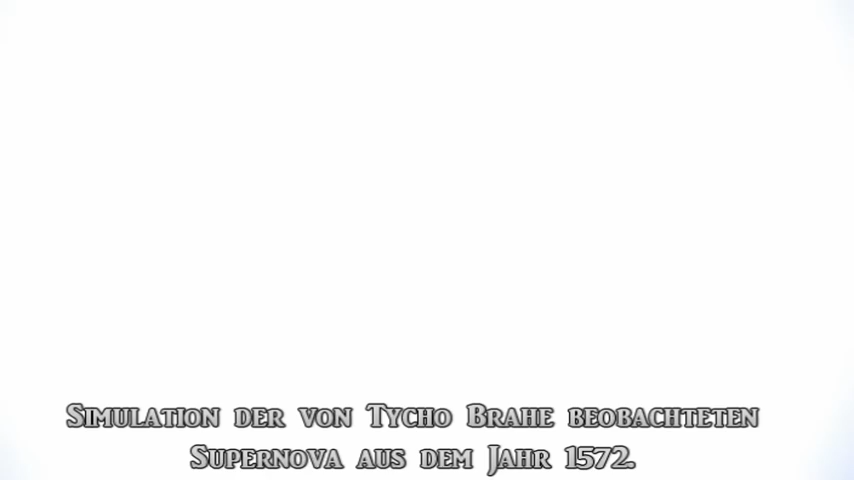 Simulation der von Tycho Brahe beobachteten
Supernova aus dem Jahr 1572.